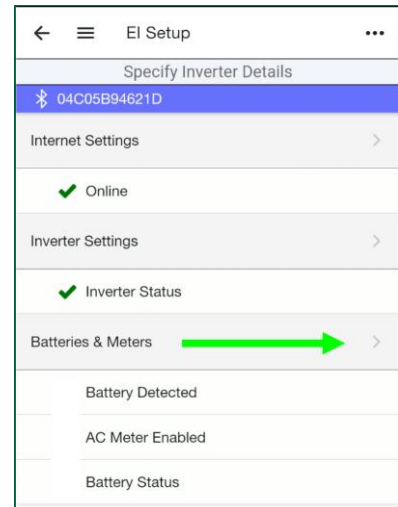 EI Setup
Specify Inverter Details
04C05B94621D
Internet Settings
Online
Inverter Settings
Inverter Status
Batteries & Meters
Battery Detected
AC Meter Enabled
Battery Status